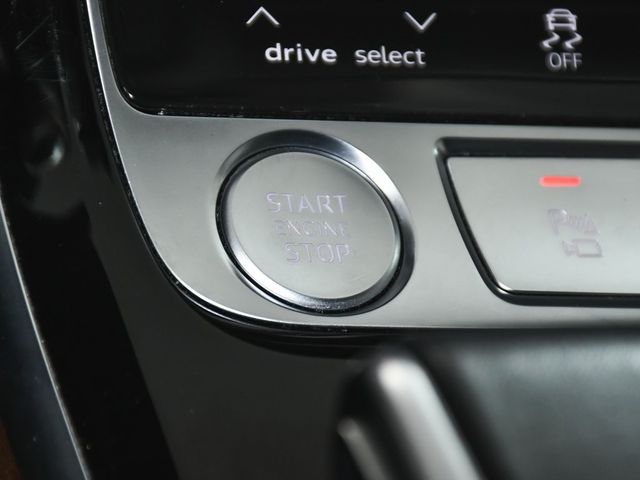 drive select
OFF
START
ENGINE
STOP
P